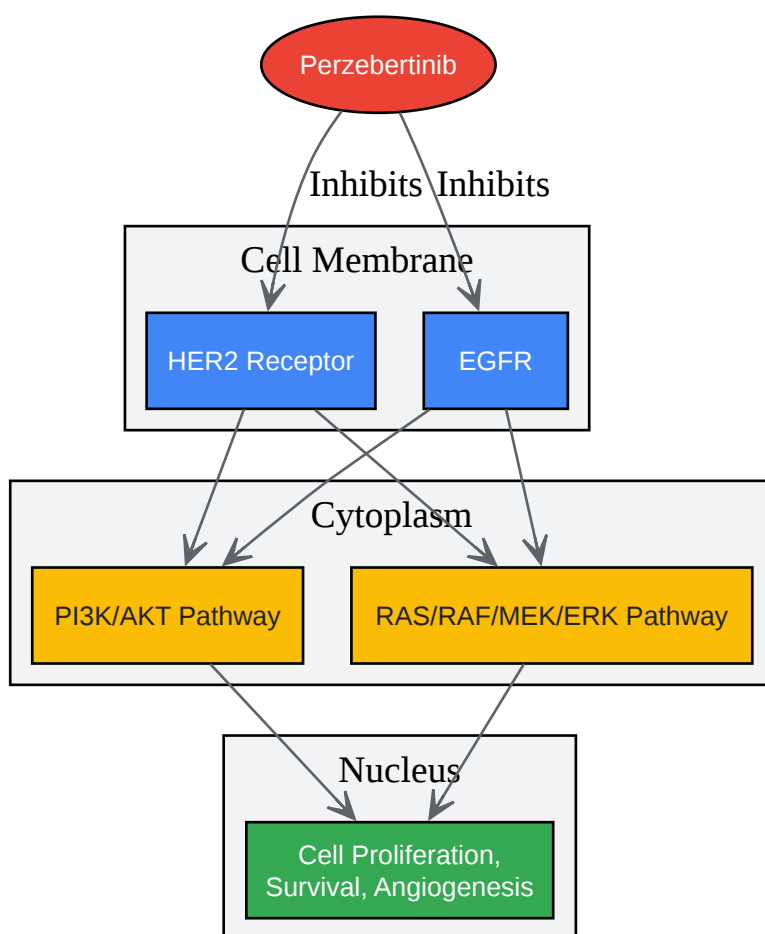 Perzebertinib
Inhibits Inhibits
Cell Membrane
HER2 Receptor
EGFR
Cytoplasm
PI3K/AKT Pathway
RAS/RAF/MEK/ERK Pathway
Nucleus
Cell Proliferation,
Survival, Angiogenesis